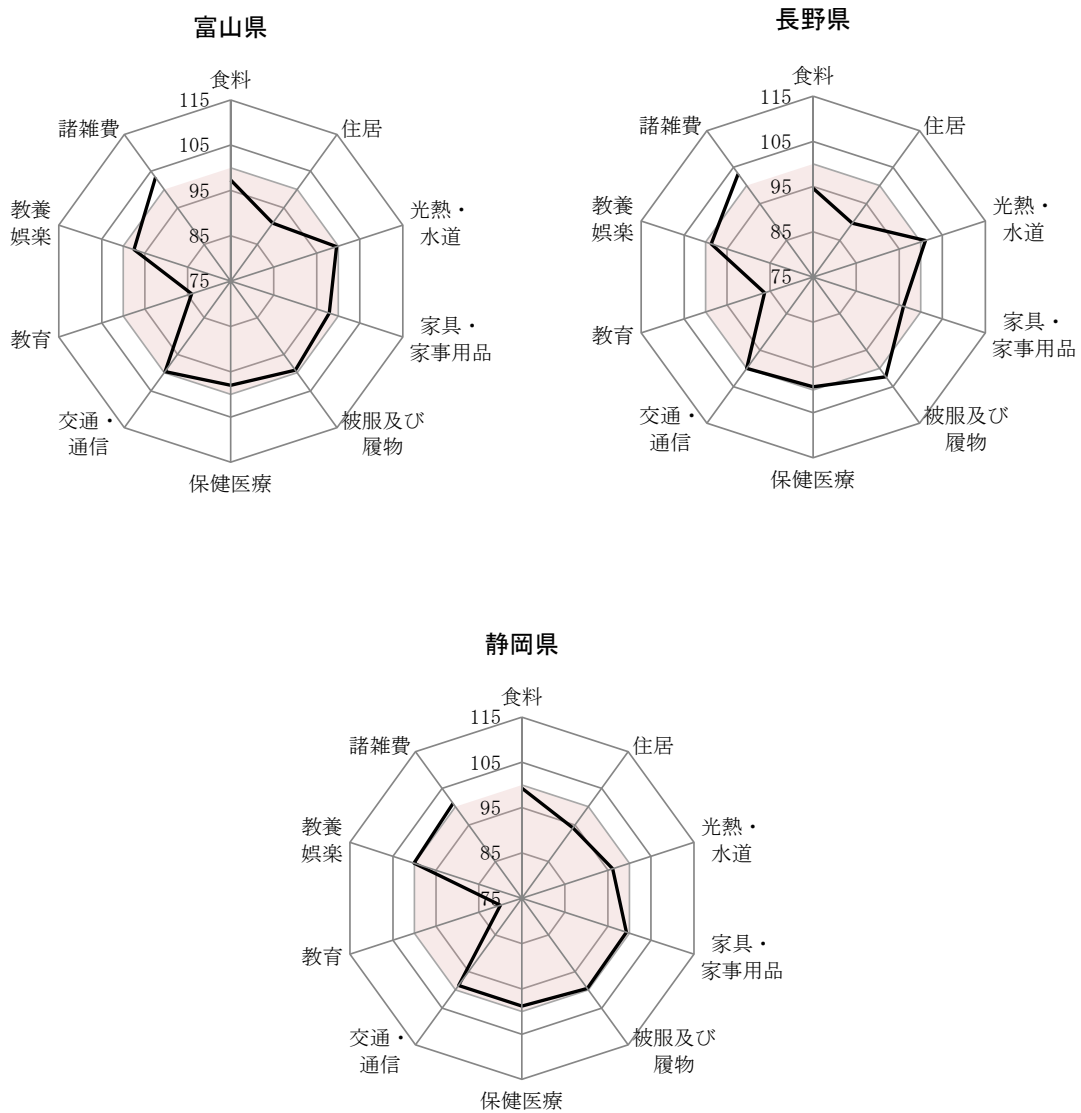 富山県
食料
115
105
95
85
75
住居
光熱・
水道
家具・
家事用品
被服及び
履物
保健医療
交通・
通信
教育
教養
娯楽
諸雑費
長野県
食料
115
105
95
85
75
住居
光熱・
水道
家具・
家事用品
被服及び
履物
保健医療
交通・
通信
教育
教養
娯楽
諸雑費
静岡県
食料
115
105
95
85
75
住居
光熱・
水道
家具・
家事用品
被服及び
履物
保健医療
交通・
通信
教育
教養
娯楽
諸雑費